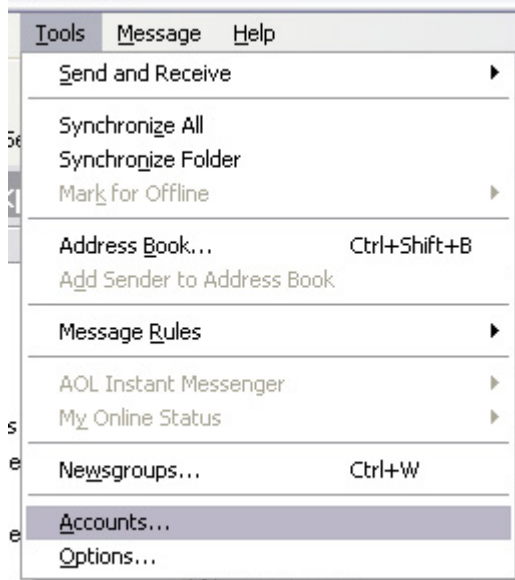 Tools Message Help
Send and Receive
Synchronize All
Synchronize Folder
Mark for Offline
Address Book... Ctrl+Shift+B
Add Sender to Address Book
Message Rules
AOL Instant Messenger
My Online Status
Newsgroups... Ctrl+W
Accounts...
Options...